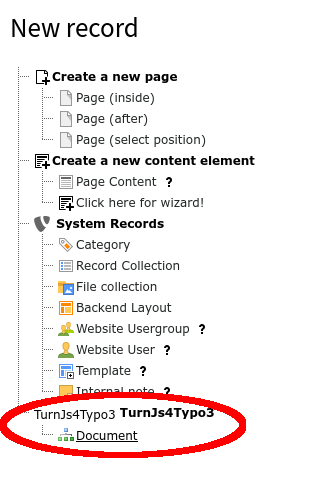 New record
Create a new page
Page (inside)
Page (after)
Page (select position)
Create a new content element
Page Content ?
Click here for wizard!
System Records
Category
Record Collection
File collection
Backend Layout
Website Usergroup ?
Website User ?
Template ?
Internal note ?
TurnJs4Typo3 TurnJs4Typo3
Document